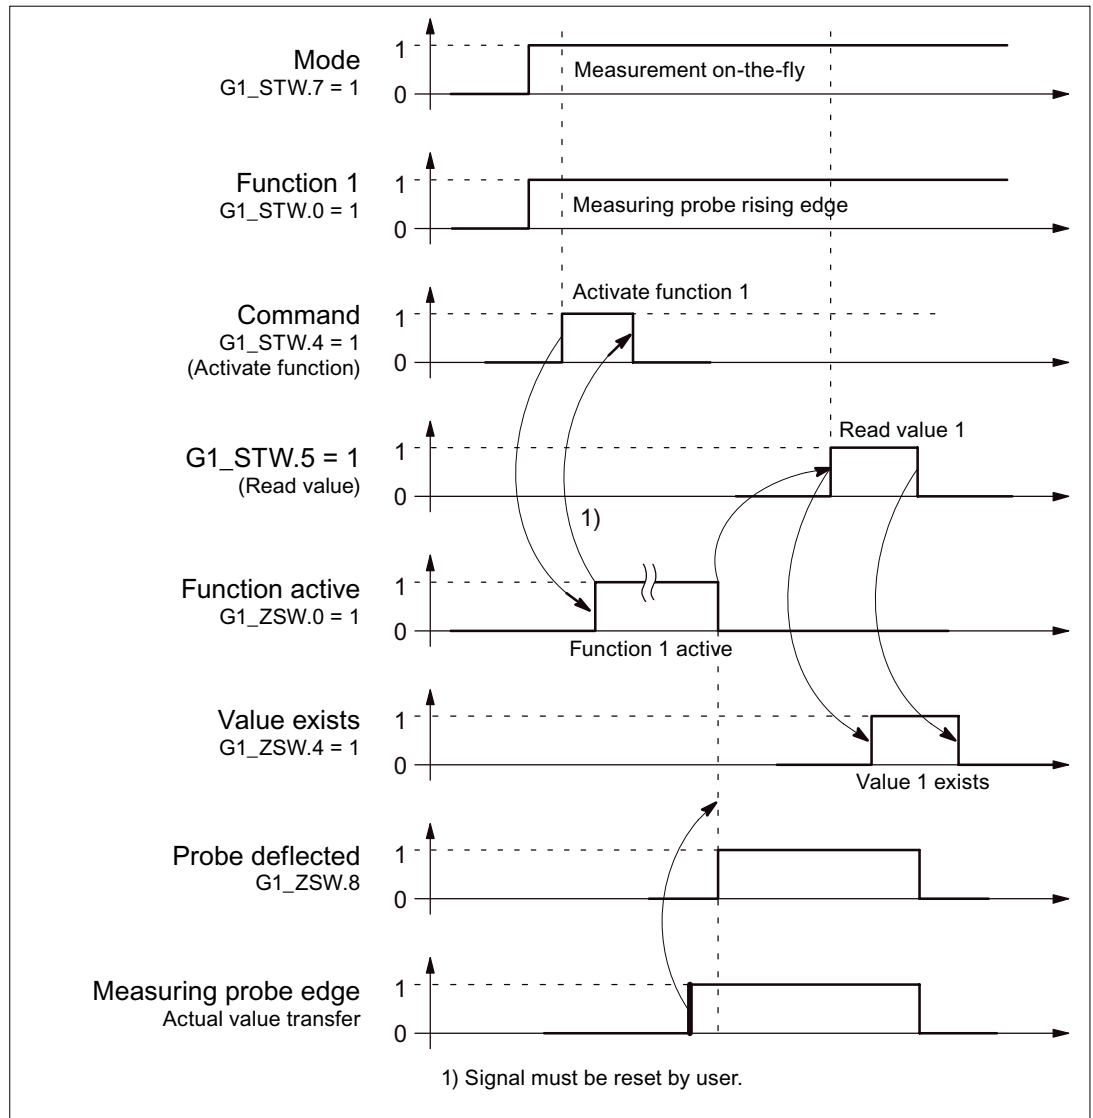 Mode
G1_STW.7 = 1
1
0
Measurement on-the-fly
Function 1
G1_STW.0 = 1
1
0
Measuring probe rising edge
Command
G1_STW.4 = 1
(Activate function)
1
0
Activate function 1
G1_STW.5 = 1
(Read value)
1
0
Read value 1
1)
Function active
G1_ZSW.0 = 1
1
0
Function 1 active
Value exists
G1_ZSW.4 = 1
1
0
Value 1 exists
Probe deflected
G1_ZSW.8
1
0
Measuring probe edge
Actual value transfer
1
0
1) Signal must be reset by user.